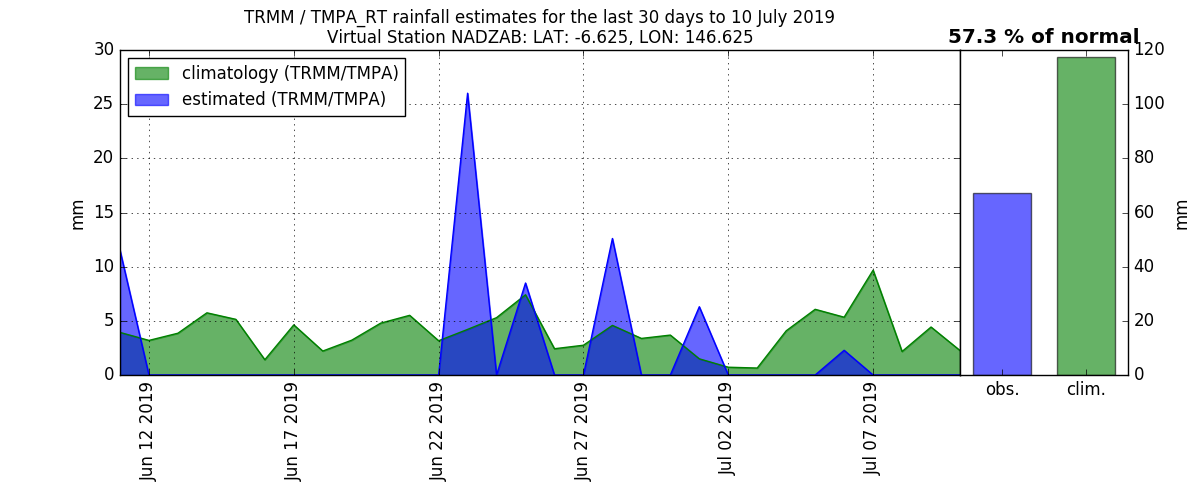 TRMM / TMPA_RT rainfall estimates for the last 30 days to 10 July 2019
Virtual Station NADZAB: LAT: -6.625, LON: 146.625
57.3 % of normal
climatology (TRMM/TMPA)
estimated (TRMM/TMPA)
30
25
20
15
10
5
0
mm
Jun 12 2019
Jun 17 2019
Jun 22 2019
Jun 27 2019
Jul 02 2019
Jul 07 2019
120
100
80
60
40
20
0
mm
obs.
clim.